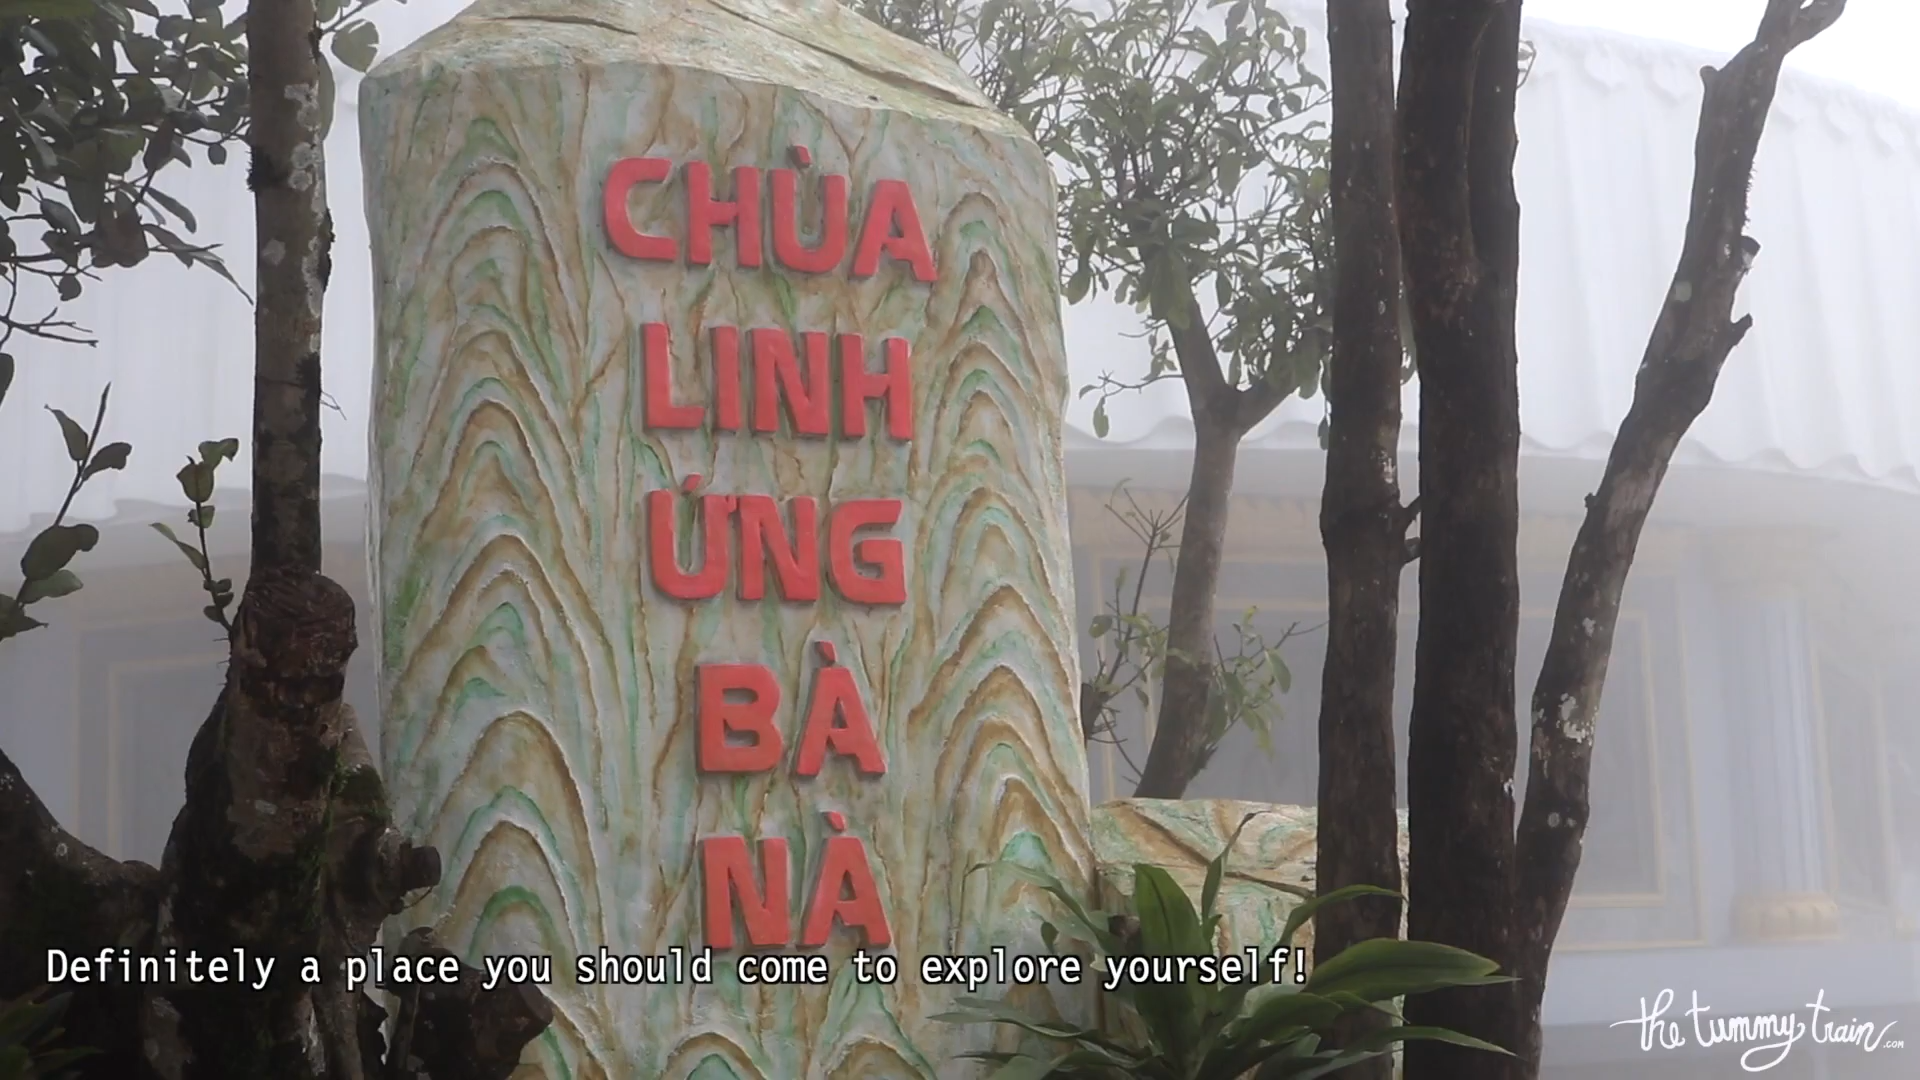 CHÙA
LINH
ỨNG
BÀ
NÀ
Definitely a place you should come to explore yourself!
the tummy train.com